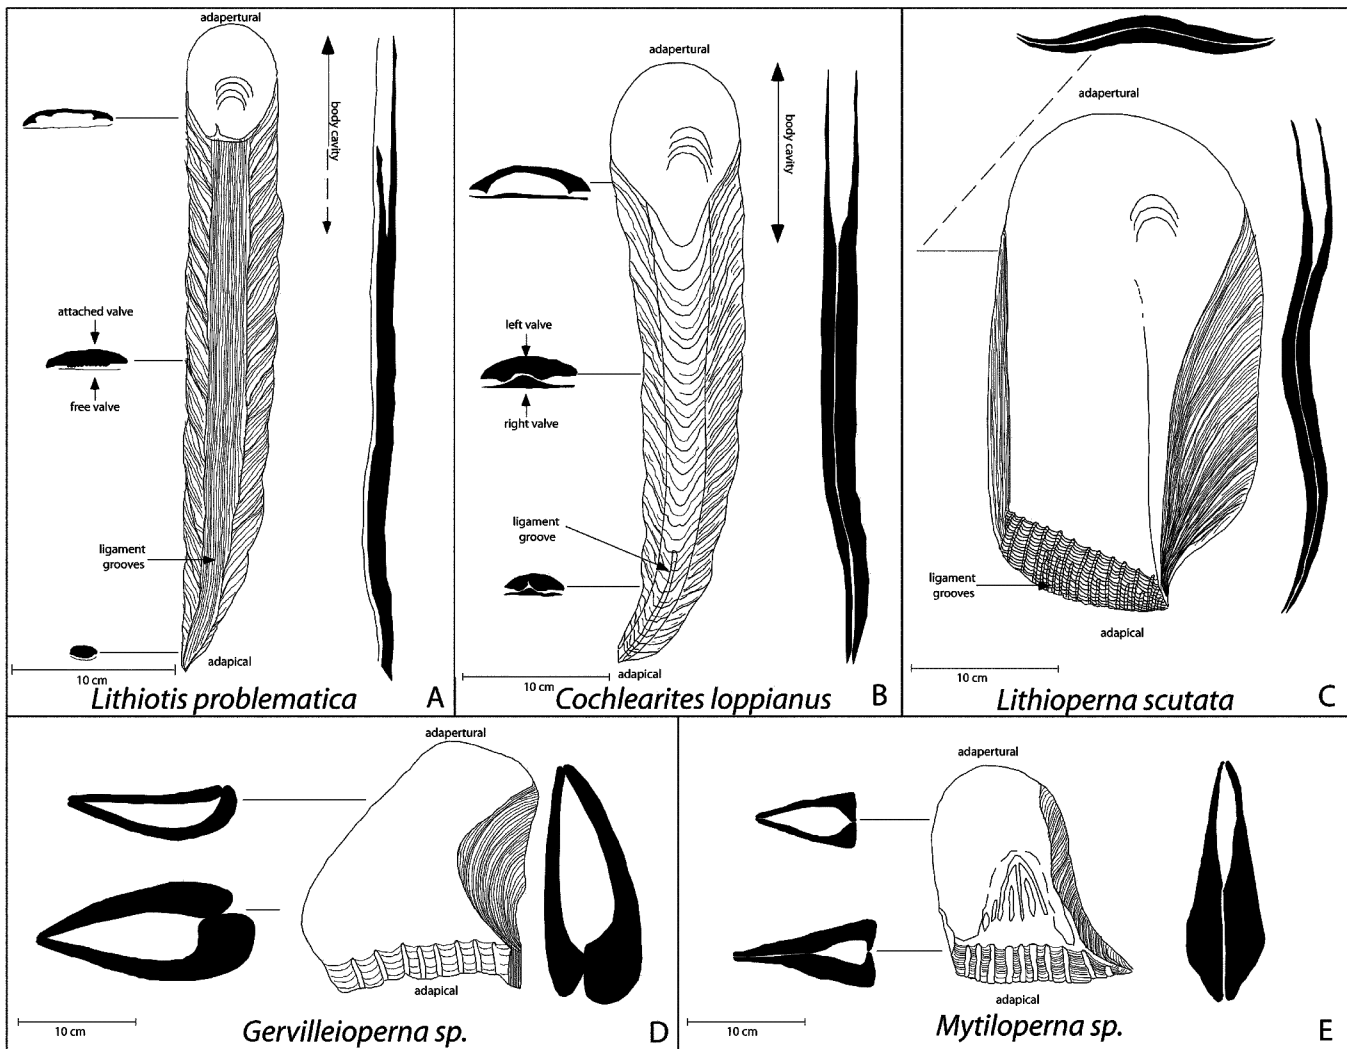 adapertural
body cavity
attached valve
free valve
ligament
grooves
adapical
10 cm
Lithiotis problematica
A
adapertural
body cavity
left valve
right valve
ligament
groove
adapical
10 cm
Cochlearites loppianus
B
adapertural
ligament
grooves
adapical
10 cm
Lithioperna scutata
C
adapertural
adapical
10 cm
Gervilleioperna sp.
D
adapertural
adapical
10 cm
Mytiloperna sp.
E